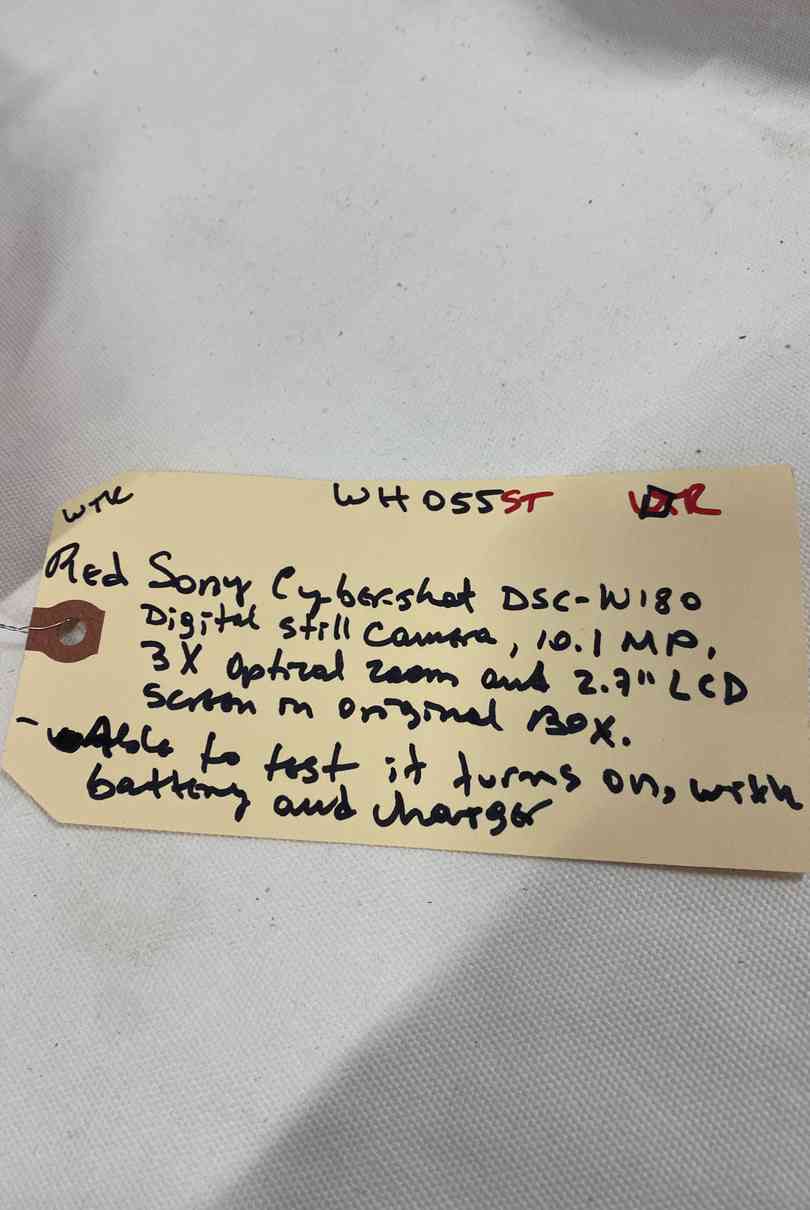 WTK WH055ST
Red Sony Cyber-shot DSC-W180
Digital Still Camera, 10.1 MP,
3X Optical zoom and 2.7" LCD
Screen in original Box.
- Able to test it turns on, with
battery and charger